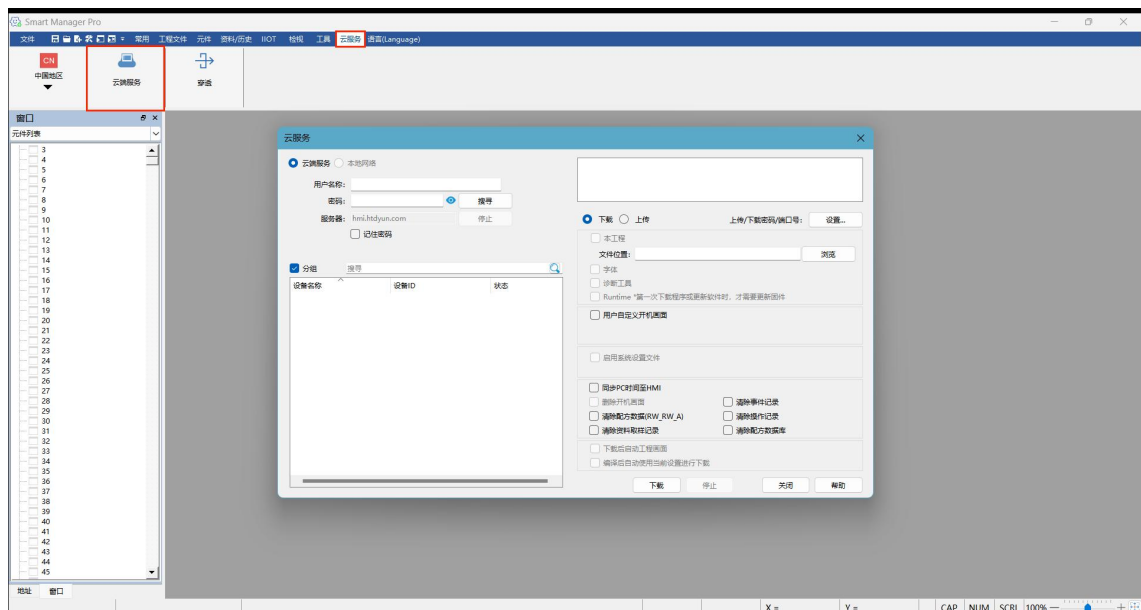 Smart Manager Pro
文件 常用 工程文件 元件 资料/历史 IIOT 检视 工具 云服务 语言(Language)
CN
中国地区
云端服务
穿透
窗口
元件列表
3
4
5
6
7
8
9
10
11
12
13
14
15
16
17
18
19
20
21
22
23
24
25
26
27
28
29
30
31
32
33
34
35
36
37
38
39
40
41
42
43
44
45
地址 窗口
云服务
云端服务 本地网络
用户名称:
密码: 搜寻
服务器: hmi.htdyun.com 停止
记住密码
分组 搜寻
设备名称 设备ID 状态
下载 上传 上传/下载密码/端口号: 设置...
本工程
文件位置: 浏览
字体
诊断工具
Runtime *第一次下载程序或更新软件时，才需要更新固件
用户自定义开机画面
启用系统设置文件
同步PC时间至HMI
删除开机画面 清除事件记录
清除配方数据(RW,RW_A) 清除操作记录
清除资料取样记录 清除配方数据库
下载后启动工程画面
编译后自动使用当前设置进行下载
下载 停止 关闭 帮助
X = Y = CAP NUM SCRL 100%